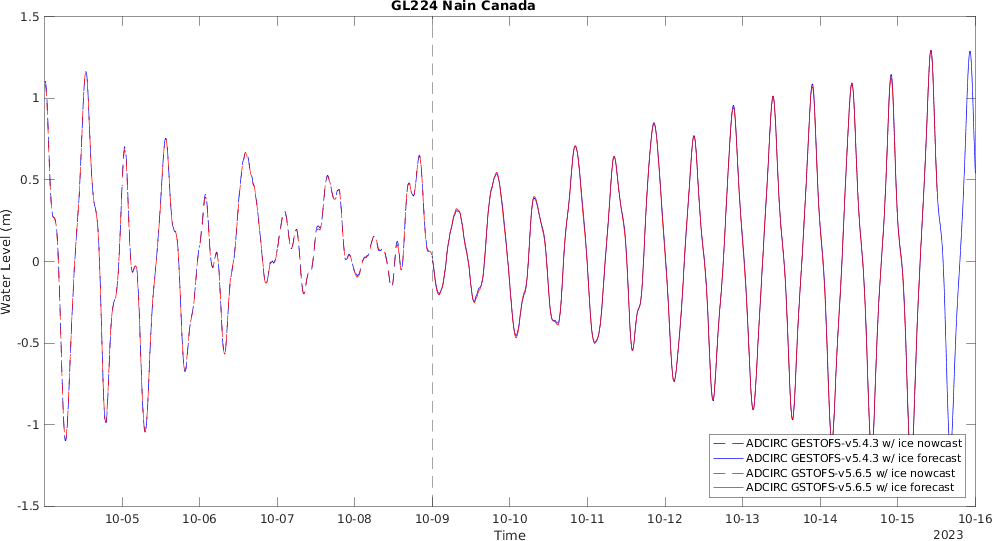 GL224 Nain Canada
1.5
1
0.5
0
-0.5
-1
-1.5
Water Level (m)
ADCIRC GESTOFS-v5.4.3 w/ ice nowcast
ADCIRC GESTOFS-v5.4.3 w/ ice forecast
ADCIRC GSTOFS-v5.6.5 w/ ice nowcast
ADCIRC GSTOFS-v5.6.5 w/ ice forecast
10-05 10-06 10-07 10-08 10-09 10-10 10-11 10-12 10-13 10-14 10-15 10-16
Time
2023